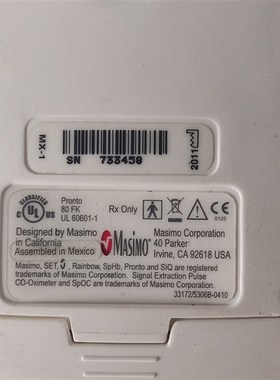 MX-1
SN 733458
2011
CLASSIFIED
C UL US
Pronto
80 FK
UL 60601-1
Rx Only
0123
Designed by Masimo
in California
Assembled in Mexico
Masimo
Masimo Corporation
40 Parker
Irvine, CA 92618 USA
Masimo, SET, Rainbow, SpHb, Pronto and SIQ are registered
trademarks of Masimo Corporation. Signal Extraction Pulse
CO-Oximeter and SpOC are trademarks of Masimo Corporation.
33172/5306B-0410